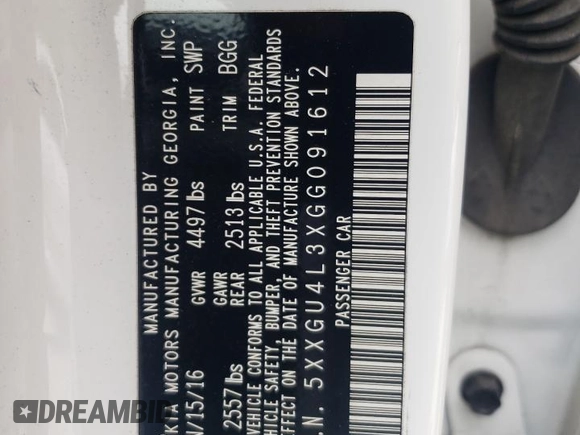 MANUFACTURED BY
KIA MOTORS MANUFACTURING GEORGIA, INC.
/15/16 GVWR 4497 lbs PAINT SWP
2557 lbs GAWR REAR 2513 lbs TRIM BGG
VEHICLE CONFORMS TO ALL APPLICABLE U.S.A. FEDERAL
VEHICLE SAFETY, BUMPER, AND THEFT PREVENTION STANDARDS
EFFECT ON THE DATE OF MANUFACTURE SHOWN ABOVE.
.N. 5XXGU4L3XGG091612
PASSENGER CAR
DREAMBID